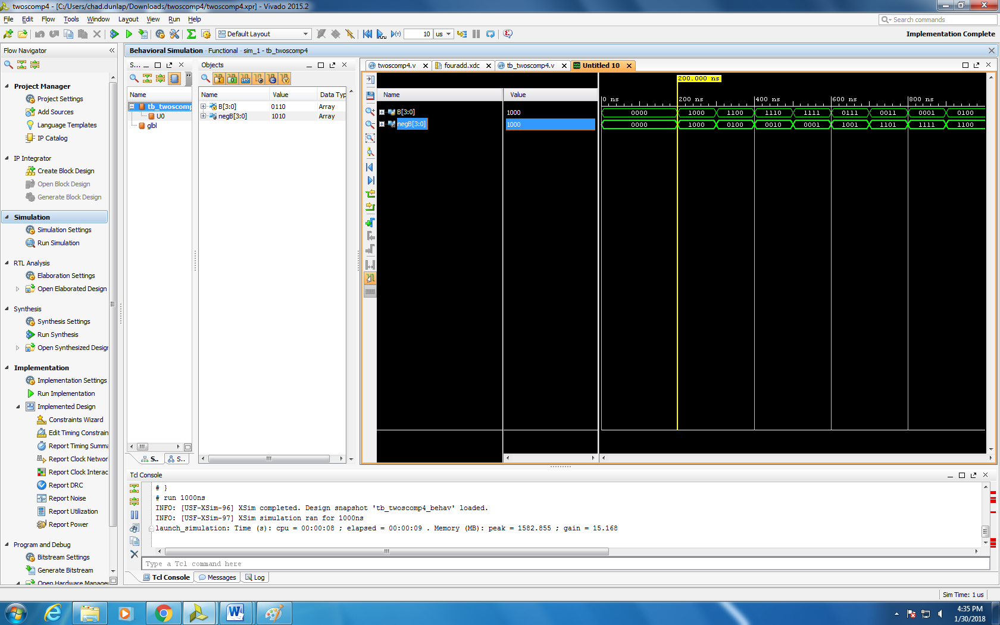 twoscomp4 - [C:/Users/chad.dunlap/Downloads/twoscomp4/twoscomp4.xpr] - Vivado 2015.2
File Edit Flow Tools Window Layout View Run Help
Search commands
Default Layout
10 us
Implementation Complete
Flow Navigator
Project Manager
Project Settings
Add Sources
Language Templates
IP Catalog
IP Integrator
Create Block Design
Open Block Design
Generate Block Design
Simulation
Simulation Settings
Run Simulation
RTL Analysis
Elaboration Settings
Open Elaborated Design
Synthesis
Synthesis Settings
Run Synthesis
Open Synthesized Design
Implementation
Implementation Settings
Run Implementation
Implemented Design
Constraints Wizard
Edit Timing Constrain
Report Timing Summa
Report Clock Networ
Report Clock Interac
Report DRC
Report Noise
Report Utilization
Report Power
Program and Debug
Bitstream Settings
Generate Bitstream
Open Hardware Manager
Behavioral Simulation - Functional - sim_1 - tb_twoscomp4
S...
Name
tb_twoscomp
U0
glbl
S..
S..
Objects
Name Value Data Typ
B[3:0] 0110 Array
negB[3:0] 1010 Array
twoscomp4.v fouradd.xdc tb_twoscomp4.v Untitled 10
200.000 ns
Name Value
0 ns 200 ns 400 ns 600 ns 800 ns
B[3:0] 1000 0000 1000 1100 1110 1111 0111 0011 0001 0100
negB[3:0] 1000 0000 1000 0100 0010 0001 1001 1101 1111 1100
Tcl Console
# }
# run 1000ns
INFO: [USF-XSim-96] XSim completed. Design snapshot 'tb_twoscomp4_behav' loaded.
INFO: [USF-XSim-97] XSim simulation ran for 1000ns
launch_simulation: Time (s): cpu = 00:00:08 ; elapsed = 00:00:09 . Memory (MB): peak = 1582.855 ; gain = 15.168
Type a Tcl command here
Tcl Console Messages Log
Sim Time: 1 us
4:35 PM
1/30/2018